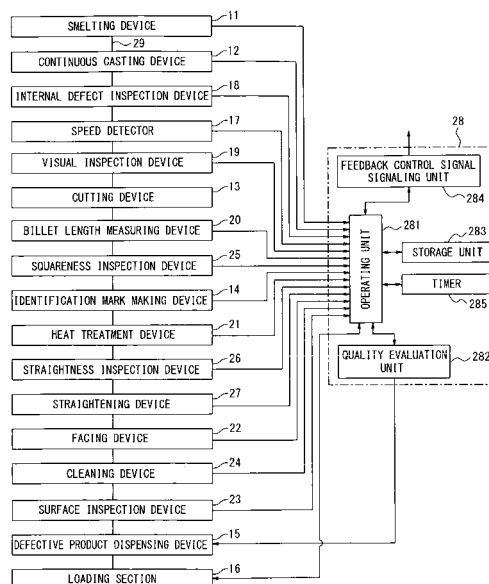 SMELTING DEVICE
11
29
CONTINUOUS CASTING DEVICE
12
INTERNAL DEFECT INSPECTION DEVICE
18
SPEED DETECTOR
17
VISUAL INSPECTION DEVICE
19
CUTTING DEVICE
13
BILLET LENGTH MEASURING DEVICE
20
SQUARENESS INSPECTION DEVICE
25
IDENTIFICATION MARK MAKING DEVICE
14
HEAT TREATMENT DEVICE
21
STRAIGHTNESS INSPECTION DEVICE
26
STRAIGHTENING DEVICE
27
FACING DEVICE
22
CLEANING DEVICE
24
SURFACE INSPECTION DEVICE
23
DEFECTIVE PRODUCT DISPENSING DEVICE
15
LOADING SECTION
16
28
FEEDBACK CONTROL SIGNAL
SIGNALING UNIT
284
OPERATING UNIT
281
STORAGE UNIT
283
TIMER
285
QUALITY EVALUATION
UNIT
282